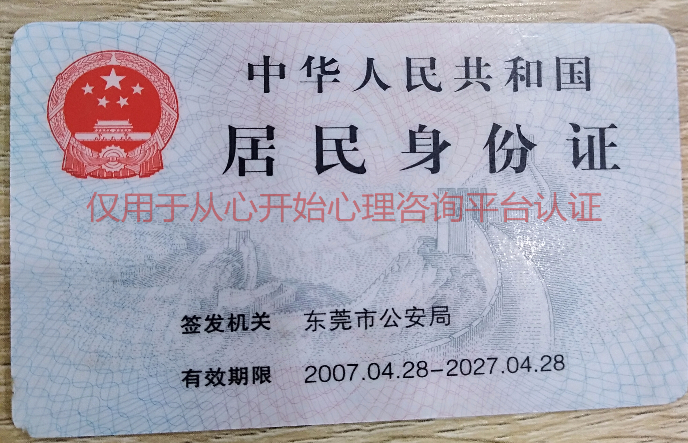 中华人民共和国
居民身份证
仅用于从心开始心理咨询平台认证
签发机关 东莞市公安局
有效期限 2007.04.28-2027.04.28